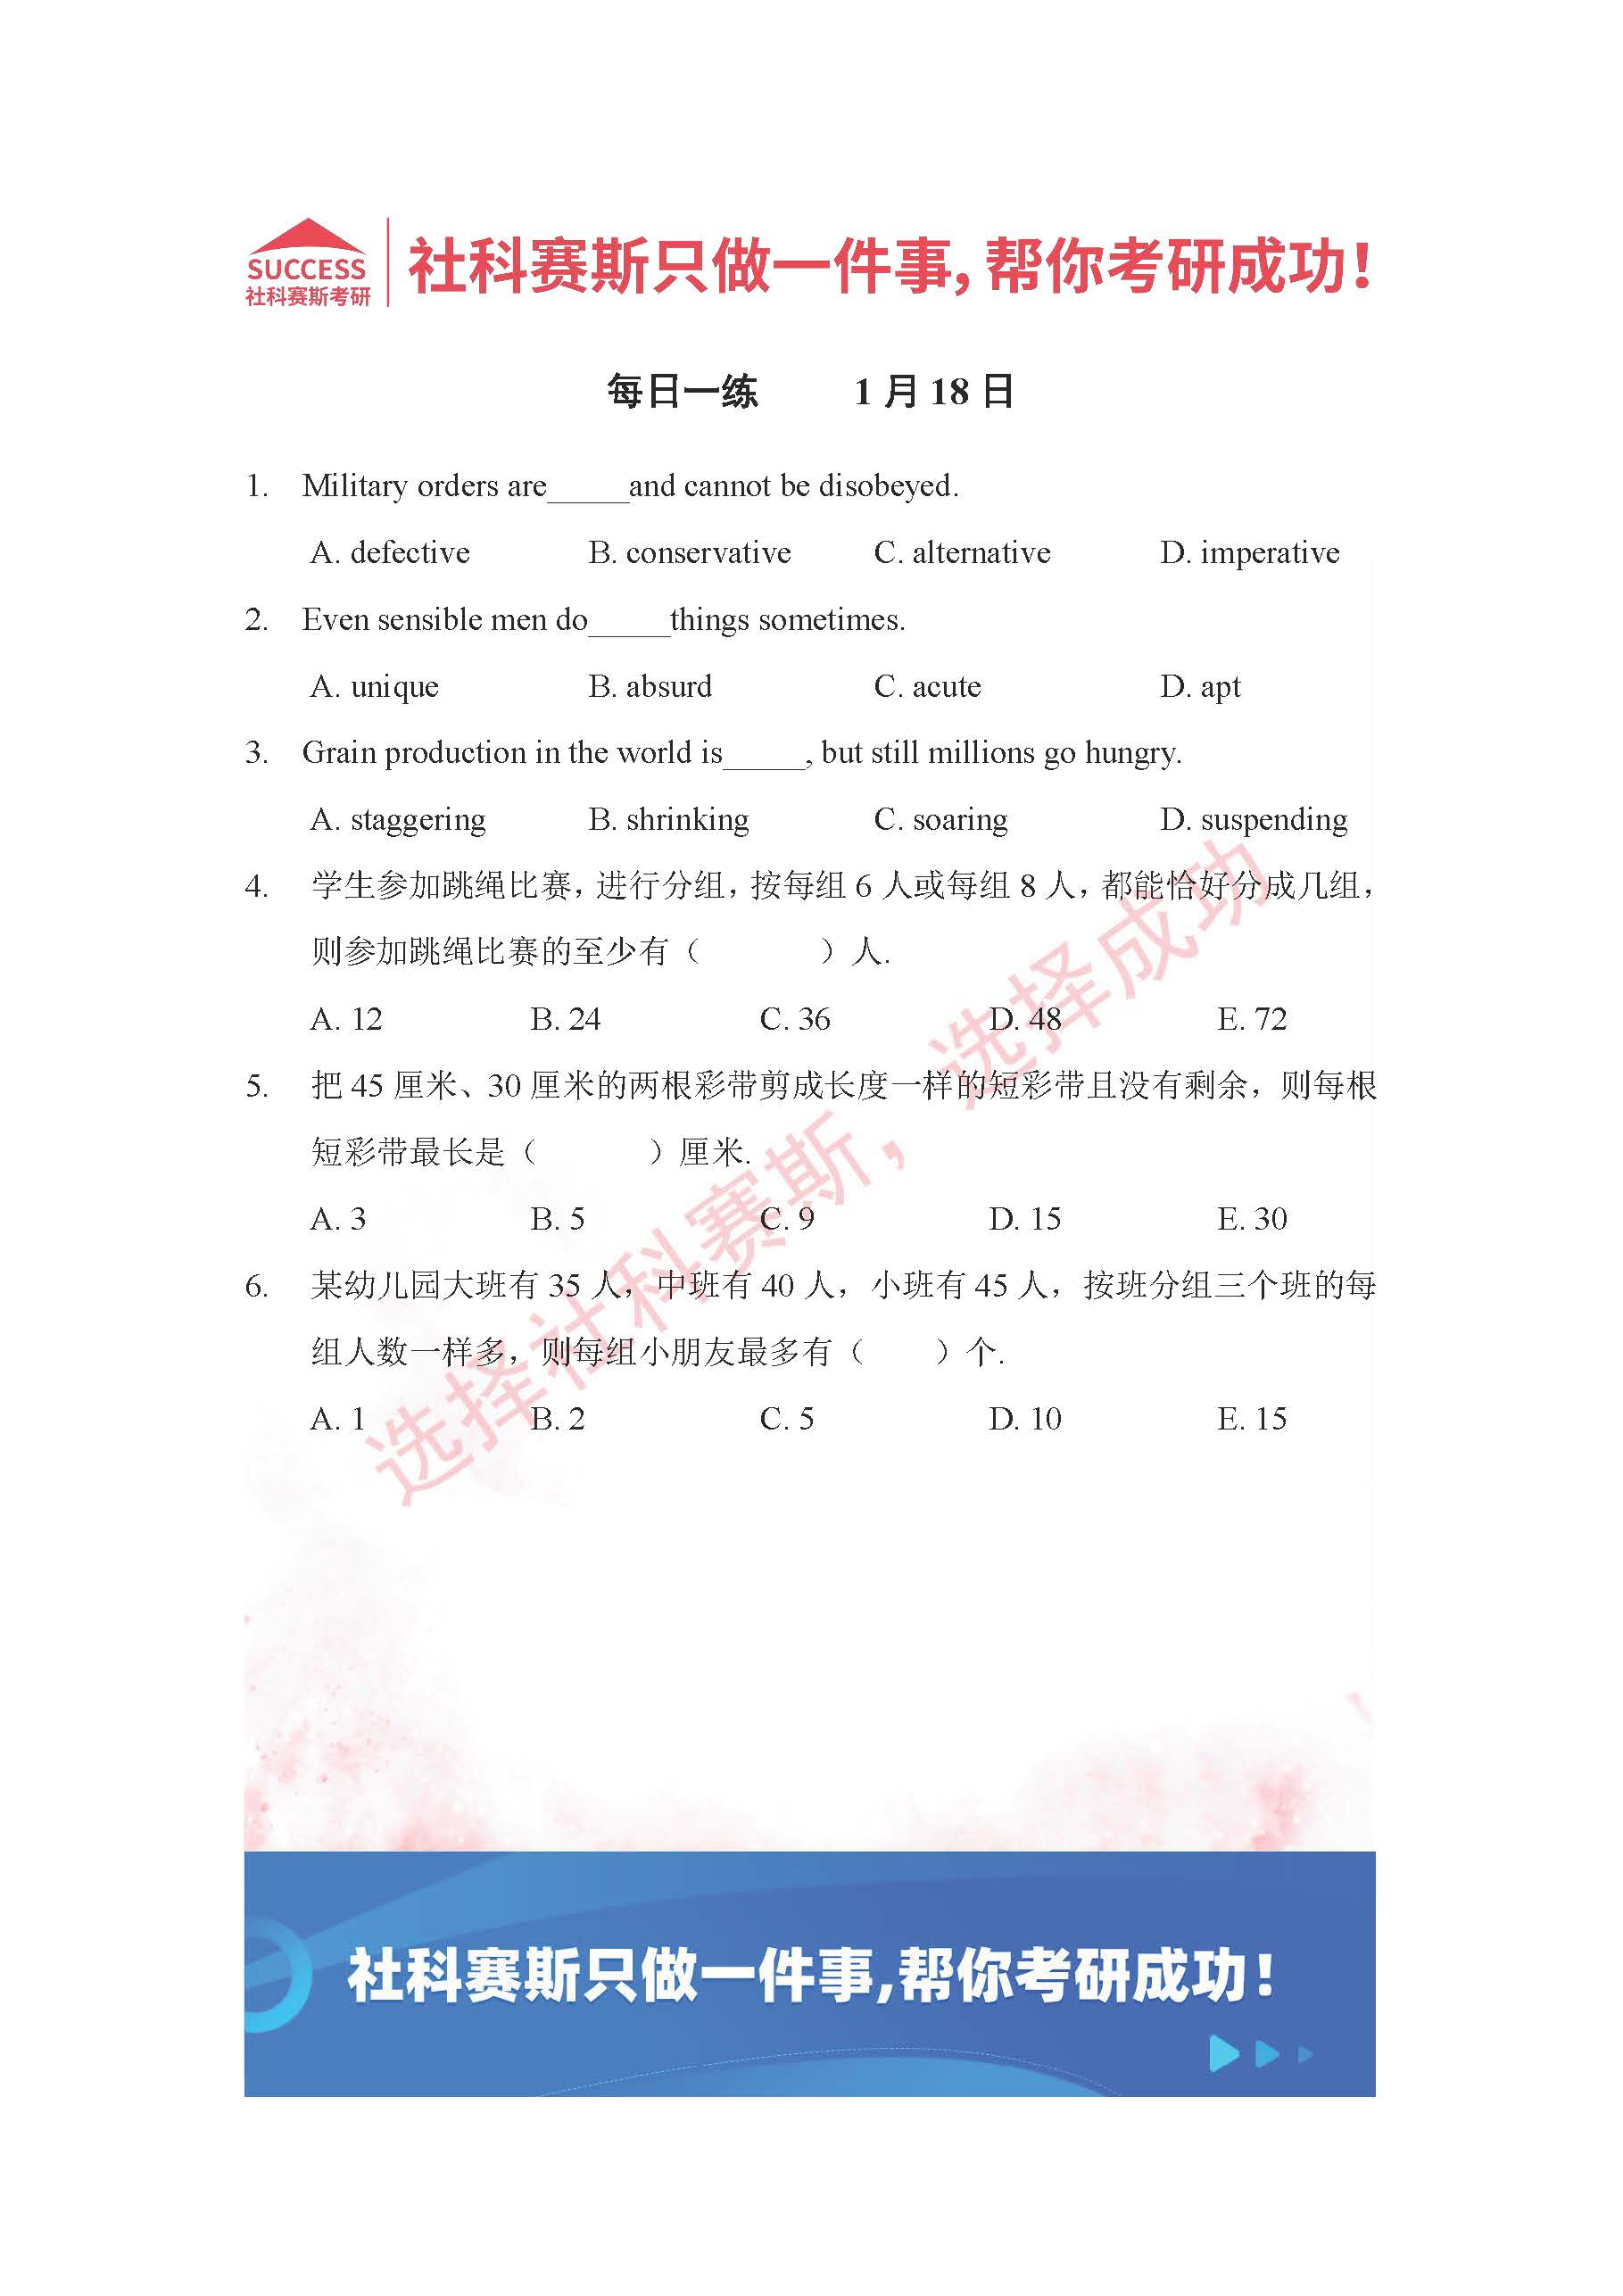 SUCCESS
社科赛斯考研
社科赛斯只做一件事，帮你考研成功！
每日一练 1 月 18 日
1. Military orders are_____and cannot be disobeyed.
A. defective B. conservative C. alternative D. imperative
2. Even sensible men do_____things sometimes.
A. unique B. absurd C. acute D. apt
3. Grain production in the world is_____, but still millions go hungry.
A. staggering B. shrinking C. soaring D. suspending
4. 学生参加跳绳比赛，进行分组，按每组 6 人或每组 8 人，都能恰好分成几组，
则参加跳绳比赛的至少有（ ）人.
A. 12 B. 24 C. 36 D. 48 E. 72
5. 把 45 厘米、30 厘米的两根彩带剪成长度一样的短彩带且没有剩余，则每根
短彩带最长是（ ）厘米.
A. 3 B. 5 C. 9 D. 15 E. 30
6. 某幼儿园大班有 35 人，中班有 40 人，小班有 45 人，按班分组三个班的每
组人数一样多，则每组小朋友最多有（ ）个.
A. 1 B. 2 C. 5 D. 10 E. 15
选择社科赛斯，选择成功
社科赛斯只做一件事,帮你考研成功！